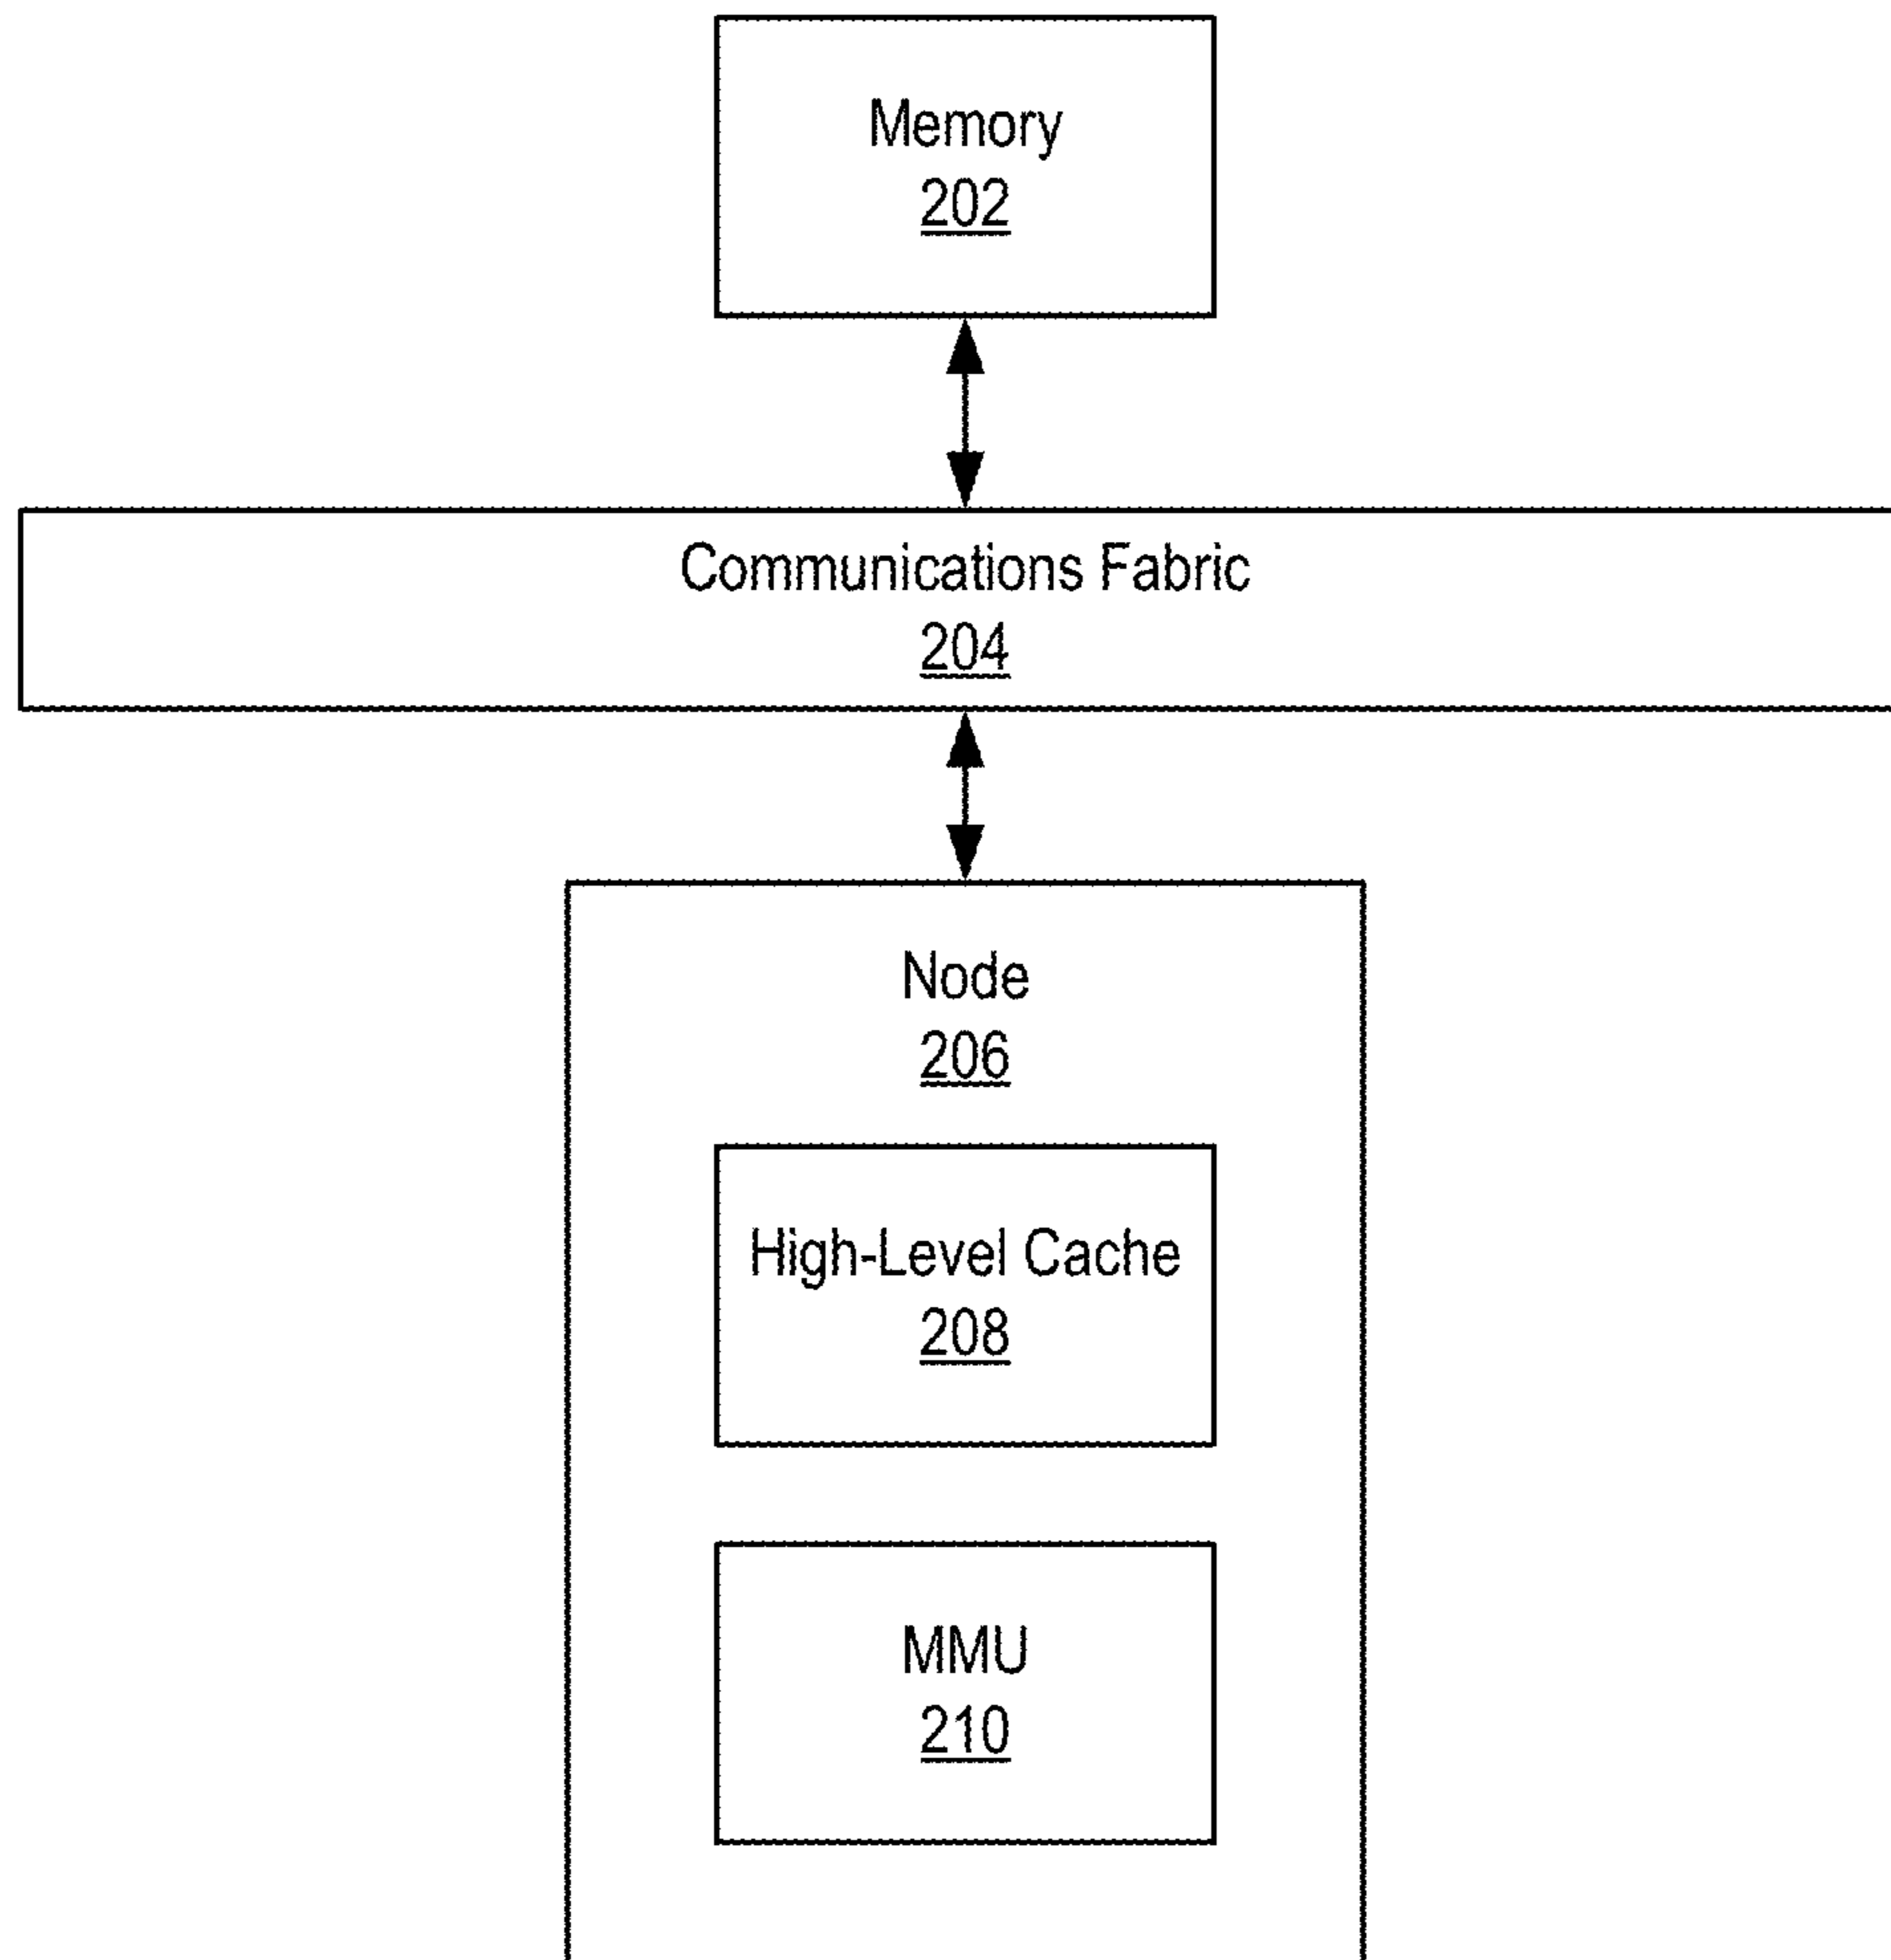 Memory
202
Communications Fabric
204
Node
206
High-Level Cache
208
MMU
210